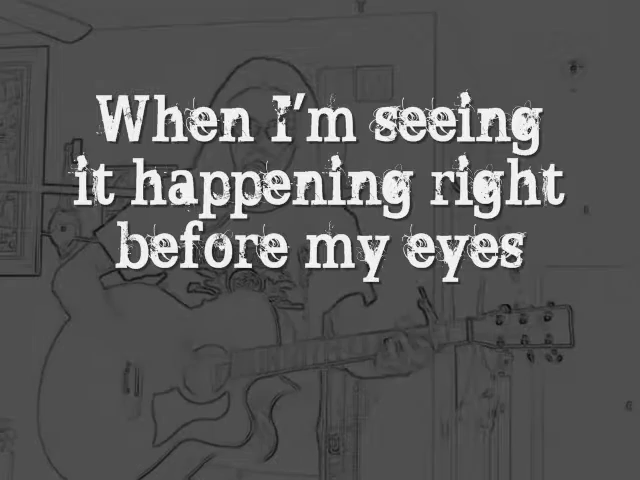 When I'm seeing
it happening right
before my eyes